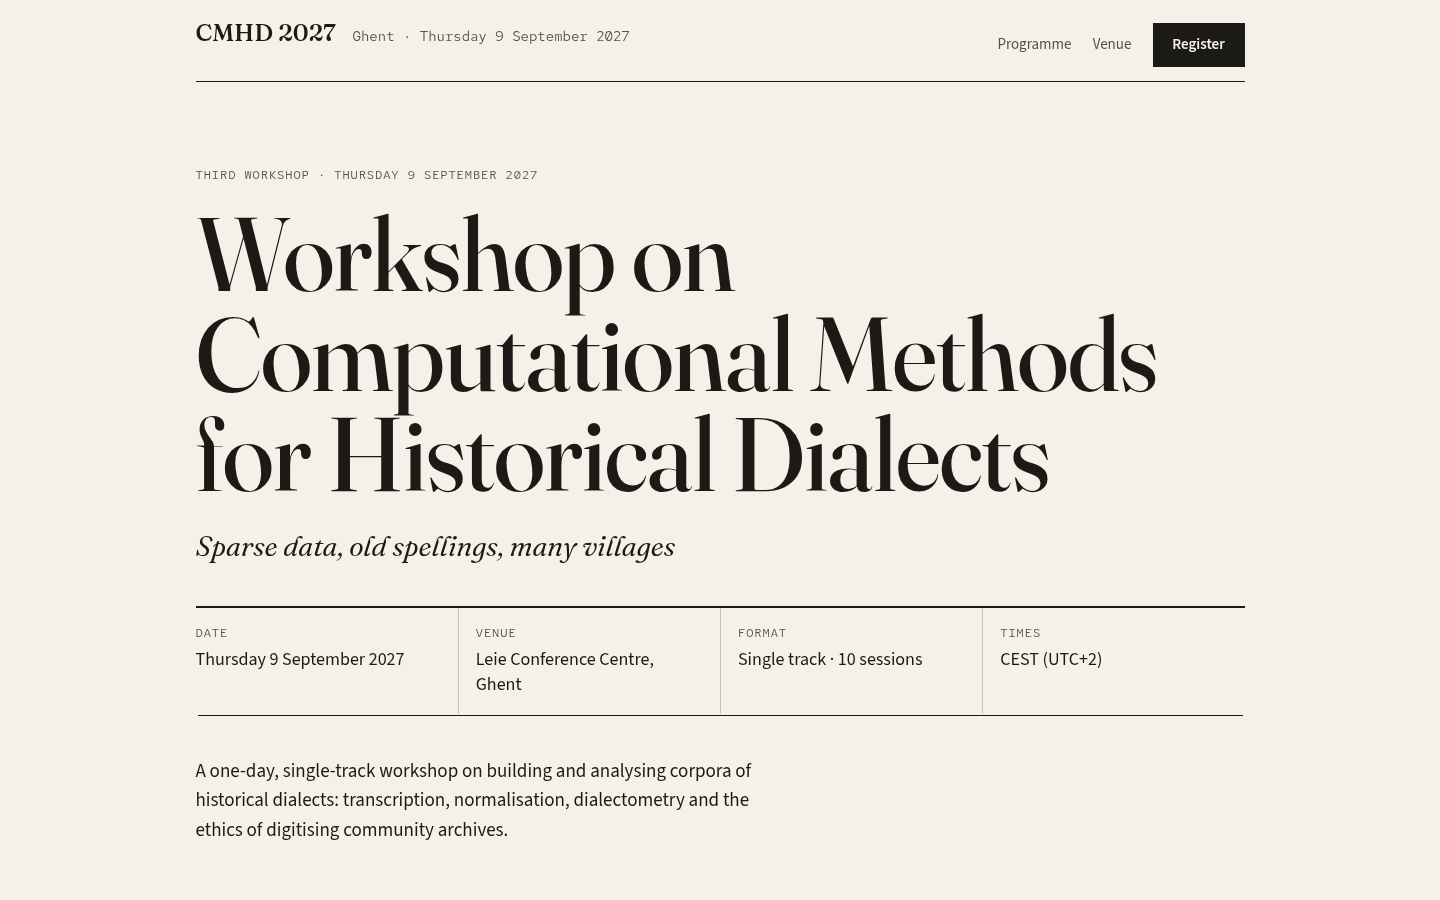 CMHD 2027
Ghent · Thursday 9 September 2027
Programme
Venue
Register
THIRD WORKSHOP · THURSDAY 9 SEPTEMBER 2027
Workshop on
Computational Methods
for Historical Dialects
Sparse data, old spellings, many villages
DATE
Thursday 9 September 2027
VENUE
Leie Conference Centre,
Ghent
FORMAT
Single track · 10 sessions
TIMES
CEST (UTC+2)
A one-day, single-track workshop on building and analysing corpora of
historical dialects: transcription, normalisation, dialectometry and the
ethics of digitising community archives.